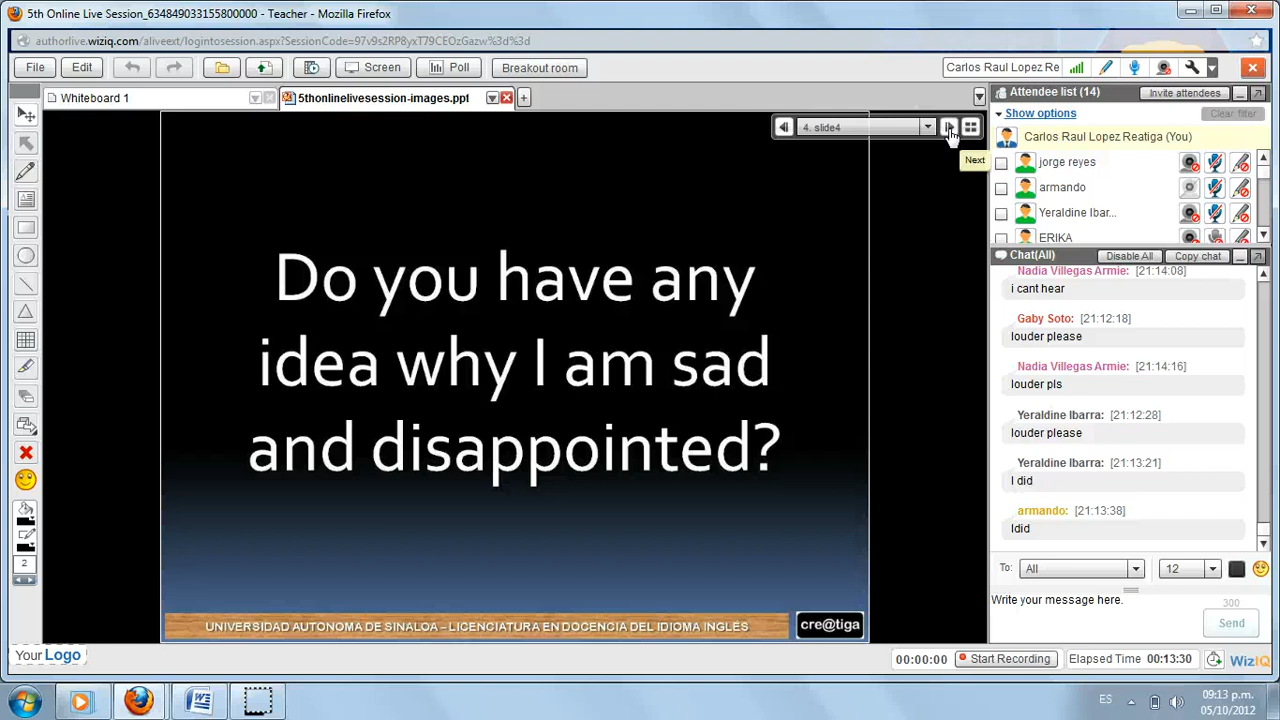 5th Online Live Session_634849033155800000 - Teacher - Mozilla Firefox
authorlive.wiziq.com/aliveext/logintosession.aspx?SessionCode=97v9s2RP8yxT79CEOzGazw%3d%3d
File Edit Screen Poll Breakout room Carlos Raul Lopez Re
Whiteboard 1 5thonlinelivesession-images.ppt
4. slide4
Next
Do you have any
idea why I am sad
and disappointed?
UNIVERSIDAD AUTONOMA DE SINALOA – LICENCIATURA EN DOCENCIA DEL IDIOMA INGLÉS
cre@tiga
2
Your Logo
Attendee list (14) Invite attendees
Show options Clear filter
Carlos Raul Lopez Reatiga (You)
jorge reyes
armando
Yeraldine Ibar...
ERIKA
Chat(All) Disable All Copy chat
Nadia Villegas Armie: [21:14:08]
i cant hear
Gaby Soto: [21:12:18]
louder please
Nadia Villegas Armie: [21:14:16]
louder pls
Yeraldine Ibarra: [21:12:28]
louder please
Yeraldine Ibarra: [21:13:21]
I did
armando: [21:13:38]
Idid
To: All 12
Write your message here.
300
Send
00:00:00 Start Recording Elapsed Time 00:13:30 WizIQ
ES 09:13 p.m.
05/10/2012